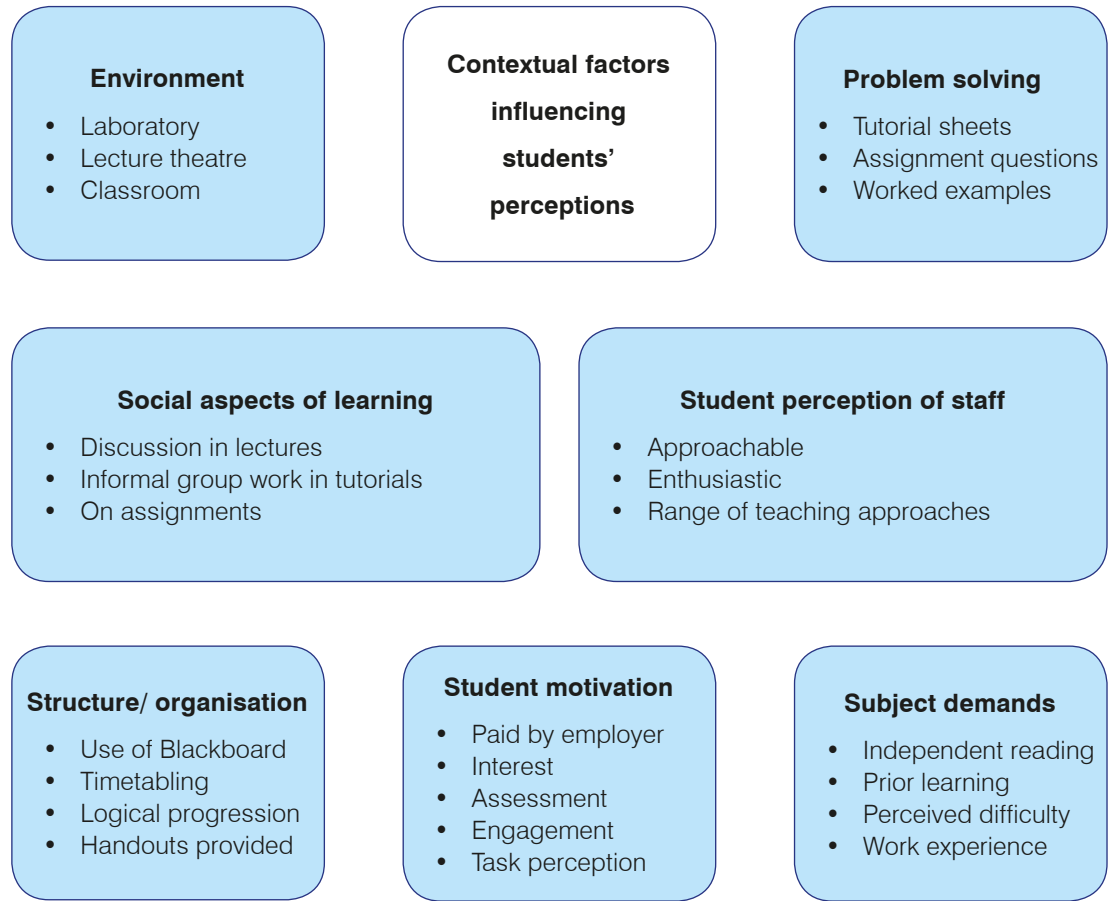 Environment
• Laboratory
• Lecture theatre
• Classroom
Contextual factors
influencing
students’
perceptions
Problem solving
• Tutorial sheets
• Assignment questions
• Worked examples
Social aspects of learning
• Discussion in lectures
• Informal group work in tutorials
• On assignments
Student perception of staff
• Approachable
• Enthusiastic
• Range of teaching approaches
Structure/ organisation
• Use of Blackboard
• Timetabling
• Logical progression
• Handouts provided
Student motivation
• Paid by employer
• Interest
• Assessment
• Engagement
• Task perception
Subject demands
• Independent reading
• Prior learning
• Perceived difficulty
• Work experience